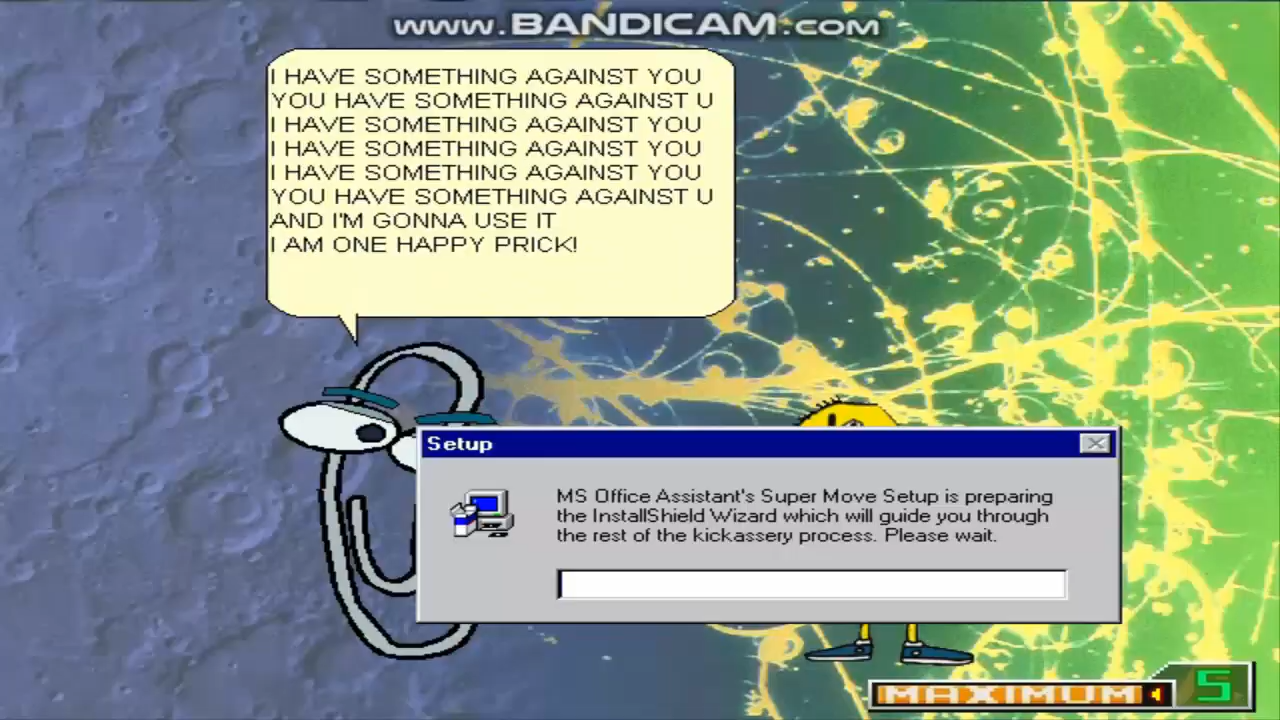 www.BANDICAM.com
I HAVE SOMETHING AGAINST YOU
YOU HAVE SOMETHING AGAINST U
I HAVE SOMETHING AGAINST YOU
I HAVE SOMETHING AGAINST YOU
I HAVE SOMETHING AGAINST YOU
YOU HAVE SOMETHING AGAINST U
AND I'M GONNA USE IT
I AM ONE HAPPY PRICK!
Setup
MS Office Assistant's Super Move Setup is preparing
the InstallShield Wizard which will guide you through
the rest of the kickassery process. Please wait.
MAXIMUM
5